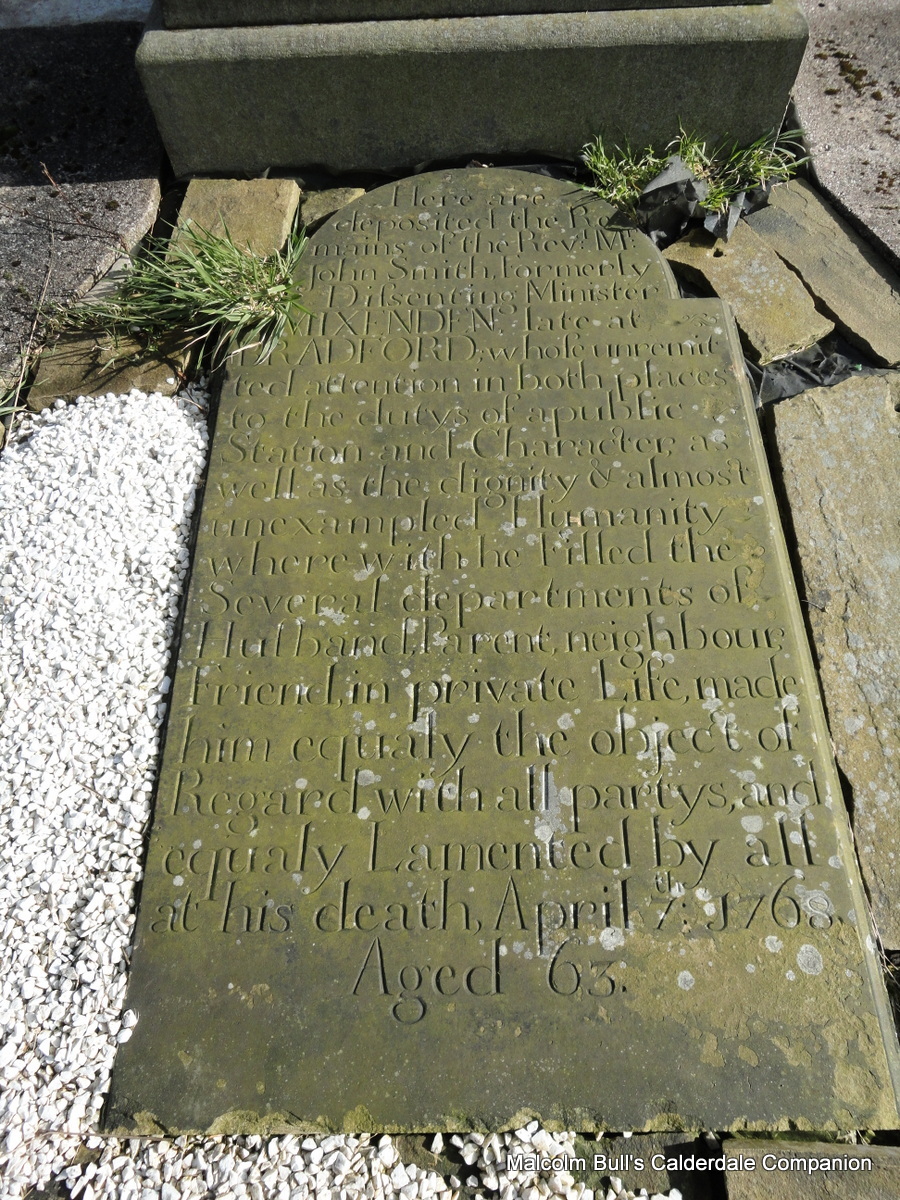 Here are
deposited the Re
mains of the Revd. Mr.
John Smith, Formerly
Dissenting Minister
MIXENDEN, late at
BRADFORD; whose unremit
ted attention in both places
to the dutys of a public
Station and Character, as
well as the dignity & almost
unexampled Humanity
wherewith he Filled the
Several departments of
Husband, Parent, neighbour,
Friend, in private Life, made
him equaly the object of
Regard with all partys, and
equaly Lamented by all
at his death, April 7th: 1768.
Aged 63.
Malcolm Bull's Calderdale Companion